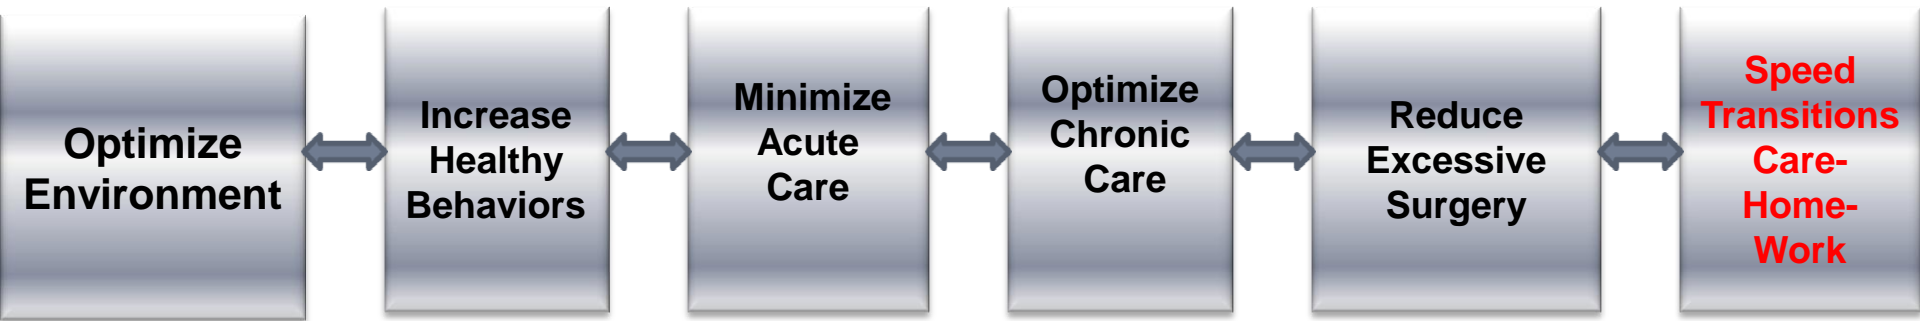 Optimize
Environment
Increase
Healthy
Behaviors
Minimize
Acute
Care
Optimize
Chronic
Care
Reduce
Excessive
Surgery
Speed
Transitions
Care-
Home-
Work